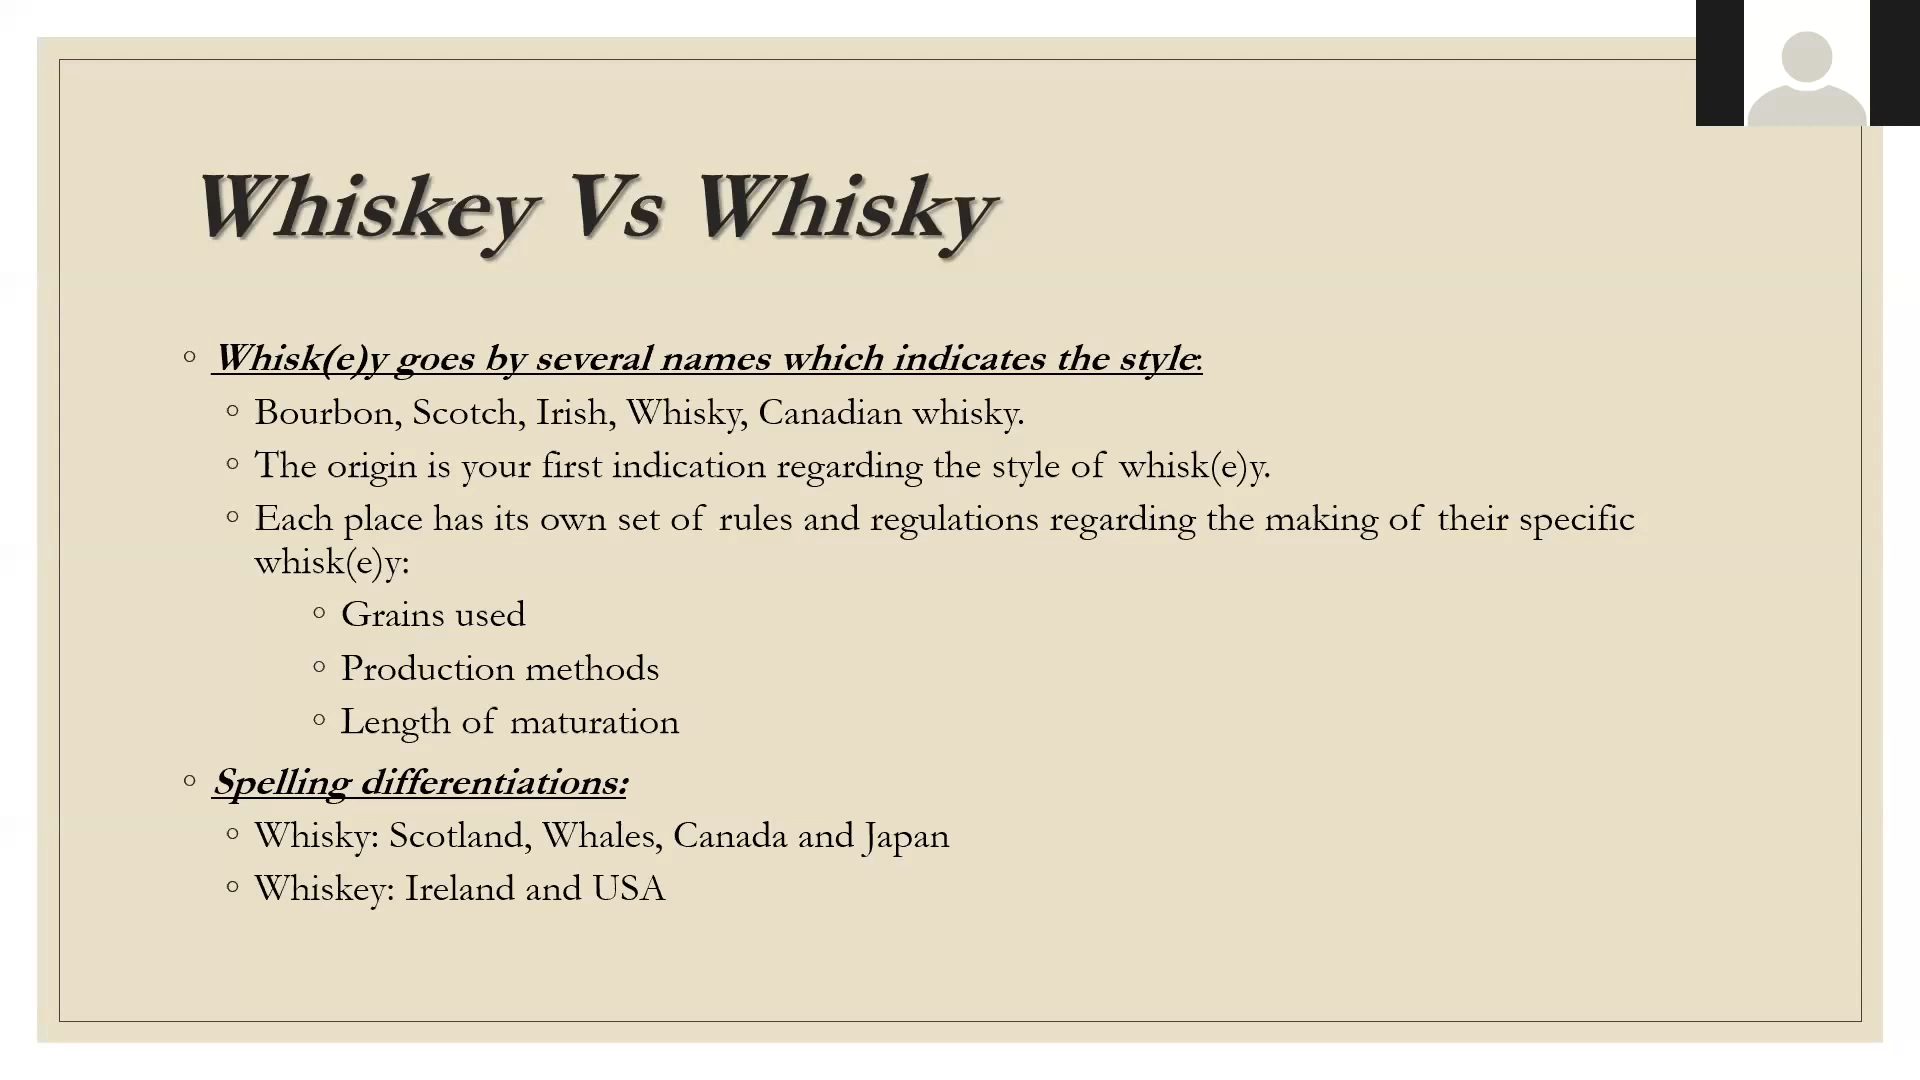 Whiskey Vs Whisky
Whisk(e)y goes by several names which indicates the style:
Bourbon, Scotch, Irish, Whisky, Canadian whisky.
The origin is your first indication regarding the style of whisk(e)y.
Each place has its own set of rules and regulations regarding the making of their specific
whisk(e)y:
Grains used
Production methods
Length of maturation
Spelling differentiations:
Whisky: Scotland, Whales, Canada and Japan
Whiskey: Ireland and USA